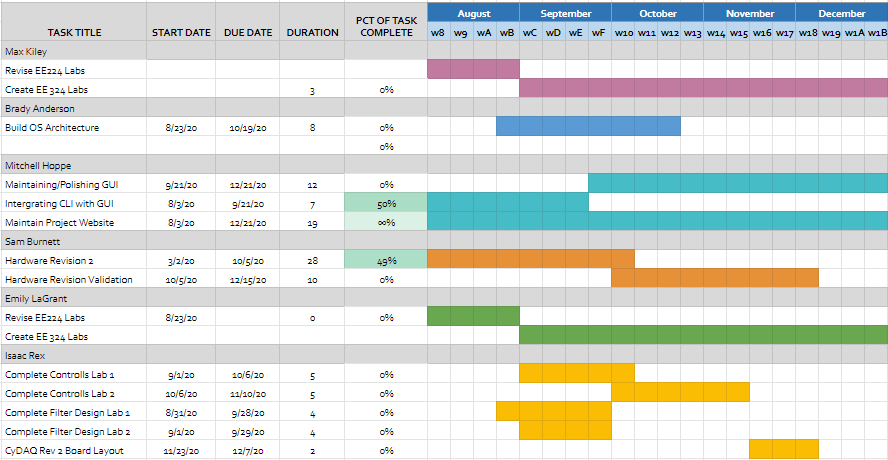 August September October November December
TASK TITLE START DATE DUE DATE DURATION PCT OF TASK COMPLETE w8 w9 wA wB wC wD wE wF w10 w11 w12 w13 w14 w15 w16 w17 w18 w19 w1A w1B
Max Kiley
Revise EE224 Labs
Create EE 324 Labs 3 0%
Brady Anderson
Build OS Architecture 8/23/20 10/19/20 8 0%
0%
Mitchell Hoppe
Maintaining/Polishing GUI 9/21/20 12/21/20 12 0%
Intergrating CLI with GUI 8/3/20 9/21/20 7 50%
Maintain Project Website 8/3/20 12/21/20 19 ∞%
Sam Burnett
Hardware Revision 2 3/2/20 10/5/20 28 49%
Hardware Revision Validation 10/5/20 12/15/20 10 0%
Emily LaGrant
Revise EE224 Labs 8/23/20 0 0%
Create EE 324 Labs
Isaac Rex
Complete Controlls Lab 1 9/1/20 10/6/20 5 0%
Complete Controlls Lab 2 10/6/20 11/10/20 5 0%
Complete Filter Design Lab 1 8/31/20 9/28/20 4 0%
Complete Filter Design Lab 2 9/1/20 9/29/20 4 0%
CyDAQ Rev 2 Board Layout 11/23/20 12/7/20 2 0%